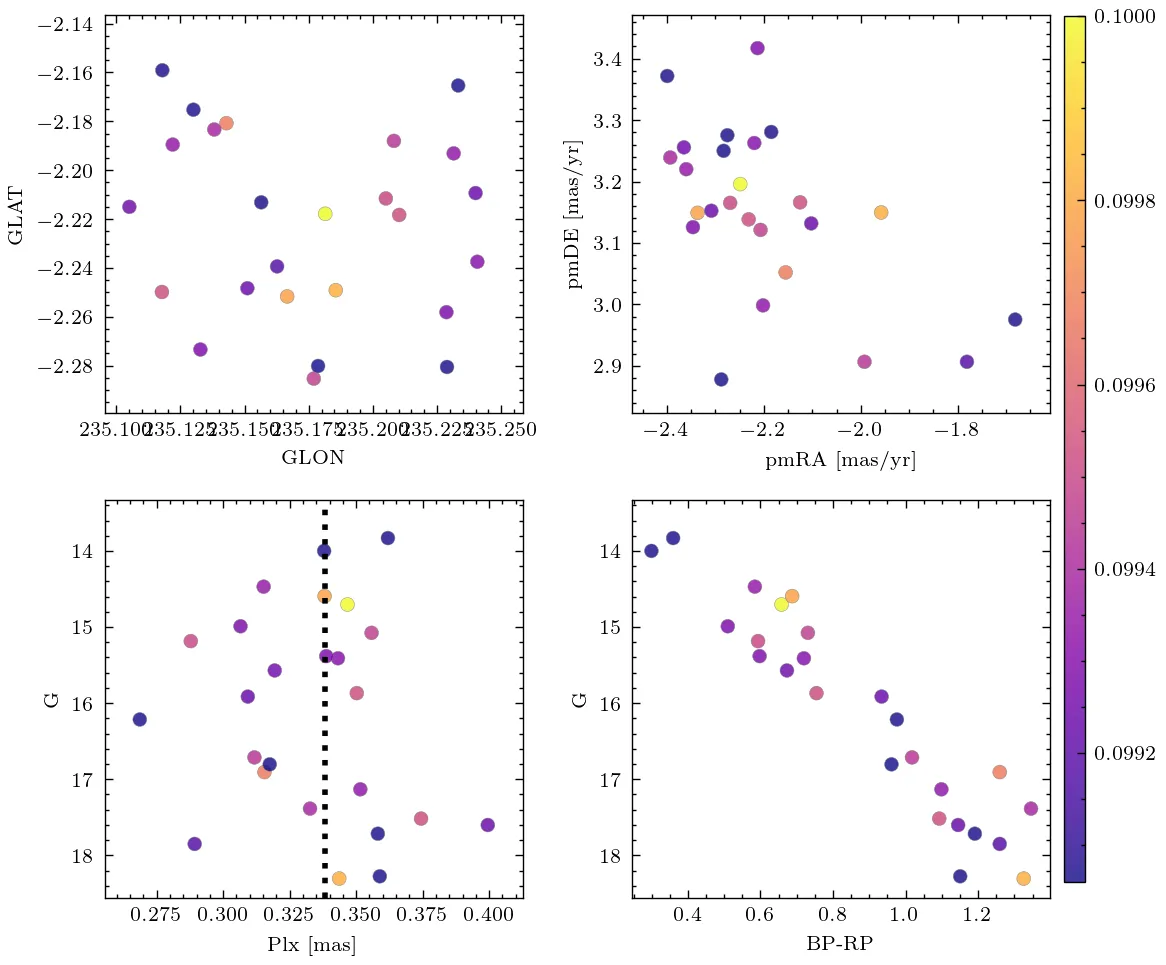 −2.14
−2.16
−2.18
−2.20
−2.22
−2.24
−2.26
−2.28
GLAT
235.100 235.125 235.150 235.175 235.200 235.225 235.250
GLON
3.4
3.3
3.2
3.1
3.0
2.9
pmDE [mas/yr]
−2.4 −2.2 −2.0 −1.8
pmRA [mas/yr]
0.1000
0.0998
0.0996
0.0994
0.0992
14
15
16
17
18
G
0.275 0.300 0.325 0.350 0.375 0.400
Plx [mas]
14
15
16
17
18
G
0.4 0.6 0.8 1.0 1.2
BP-RP